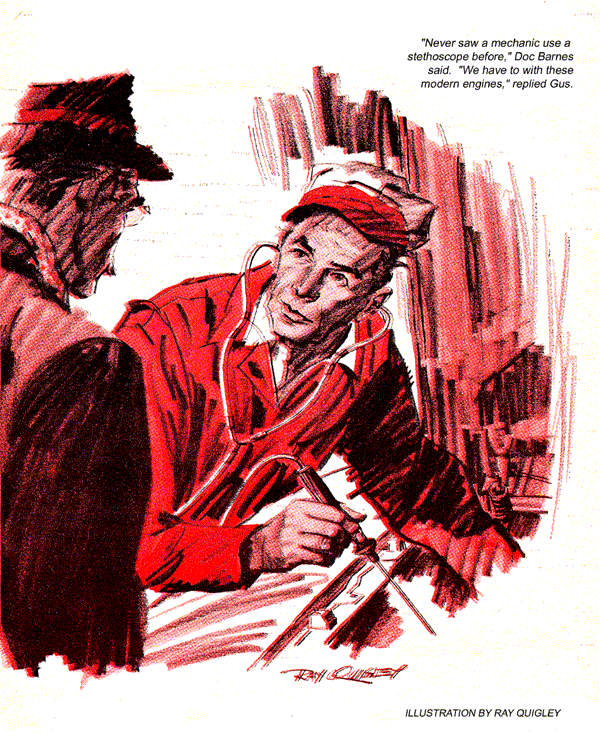 "Never saw a mechanic use a
stethoscope before," Doc Barnes
said. "We have to with these
modern engines," replied Gus.
RAY QUIGLEY
ILLUSTRATION BY RAY QUIGLEY